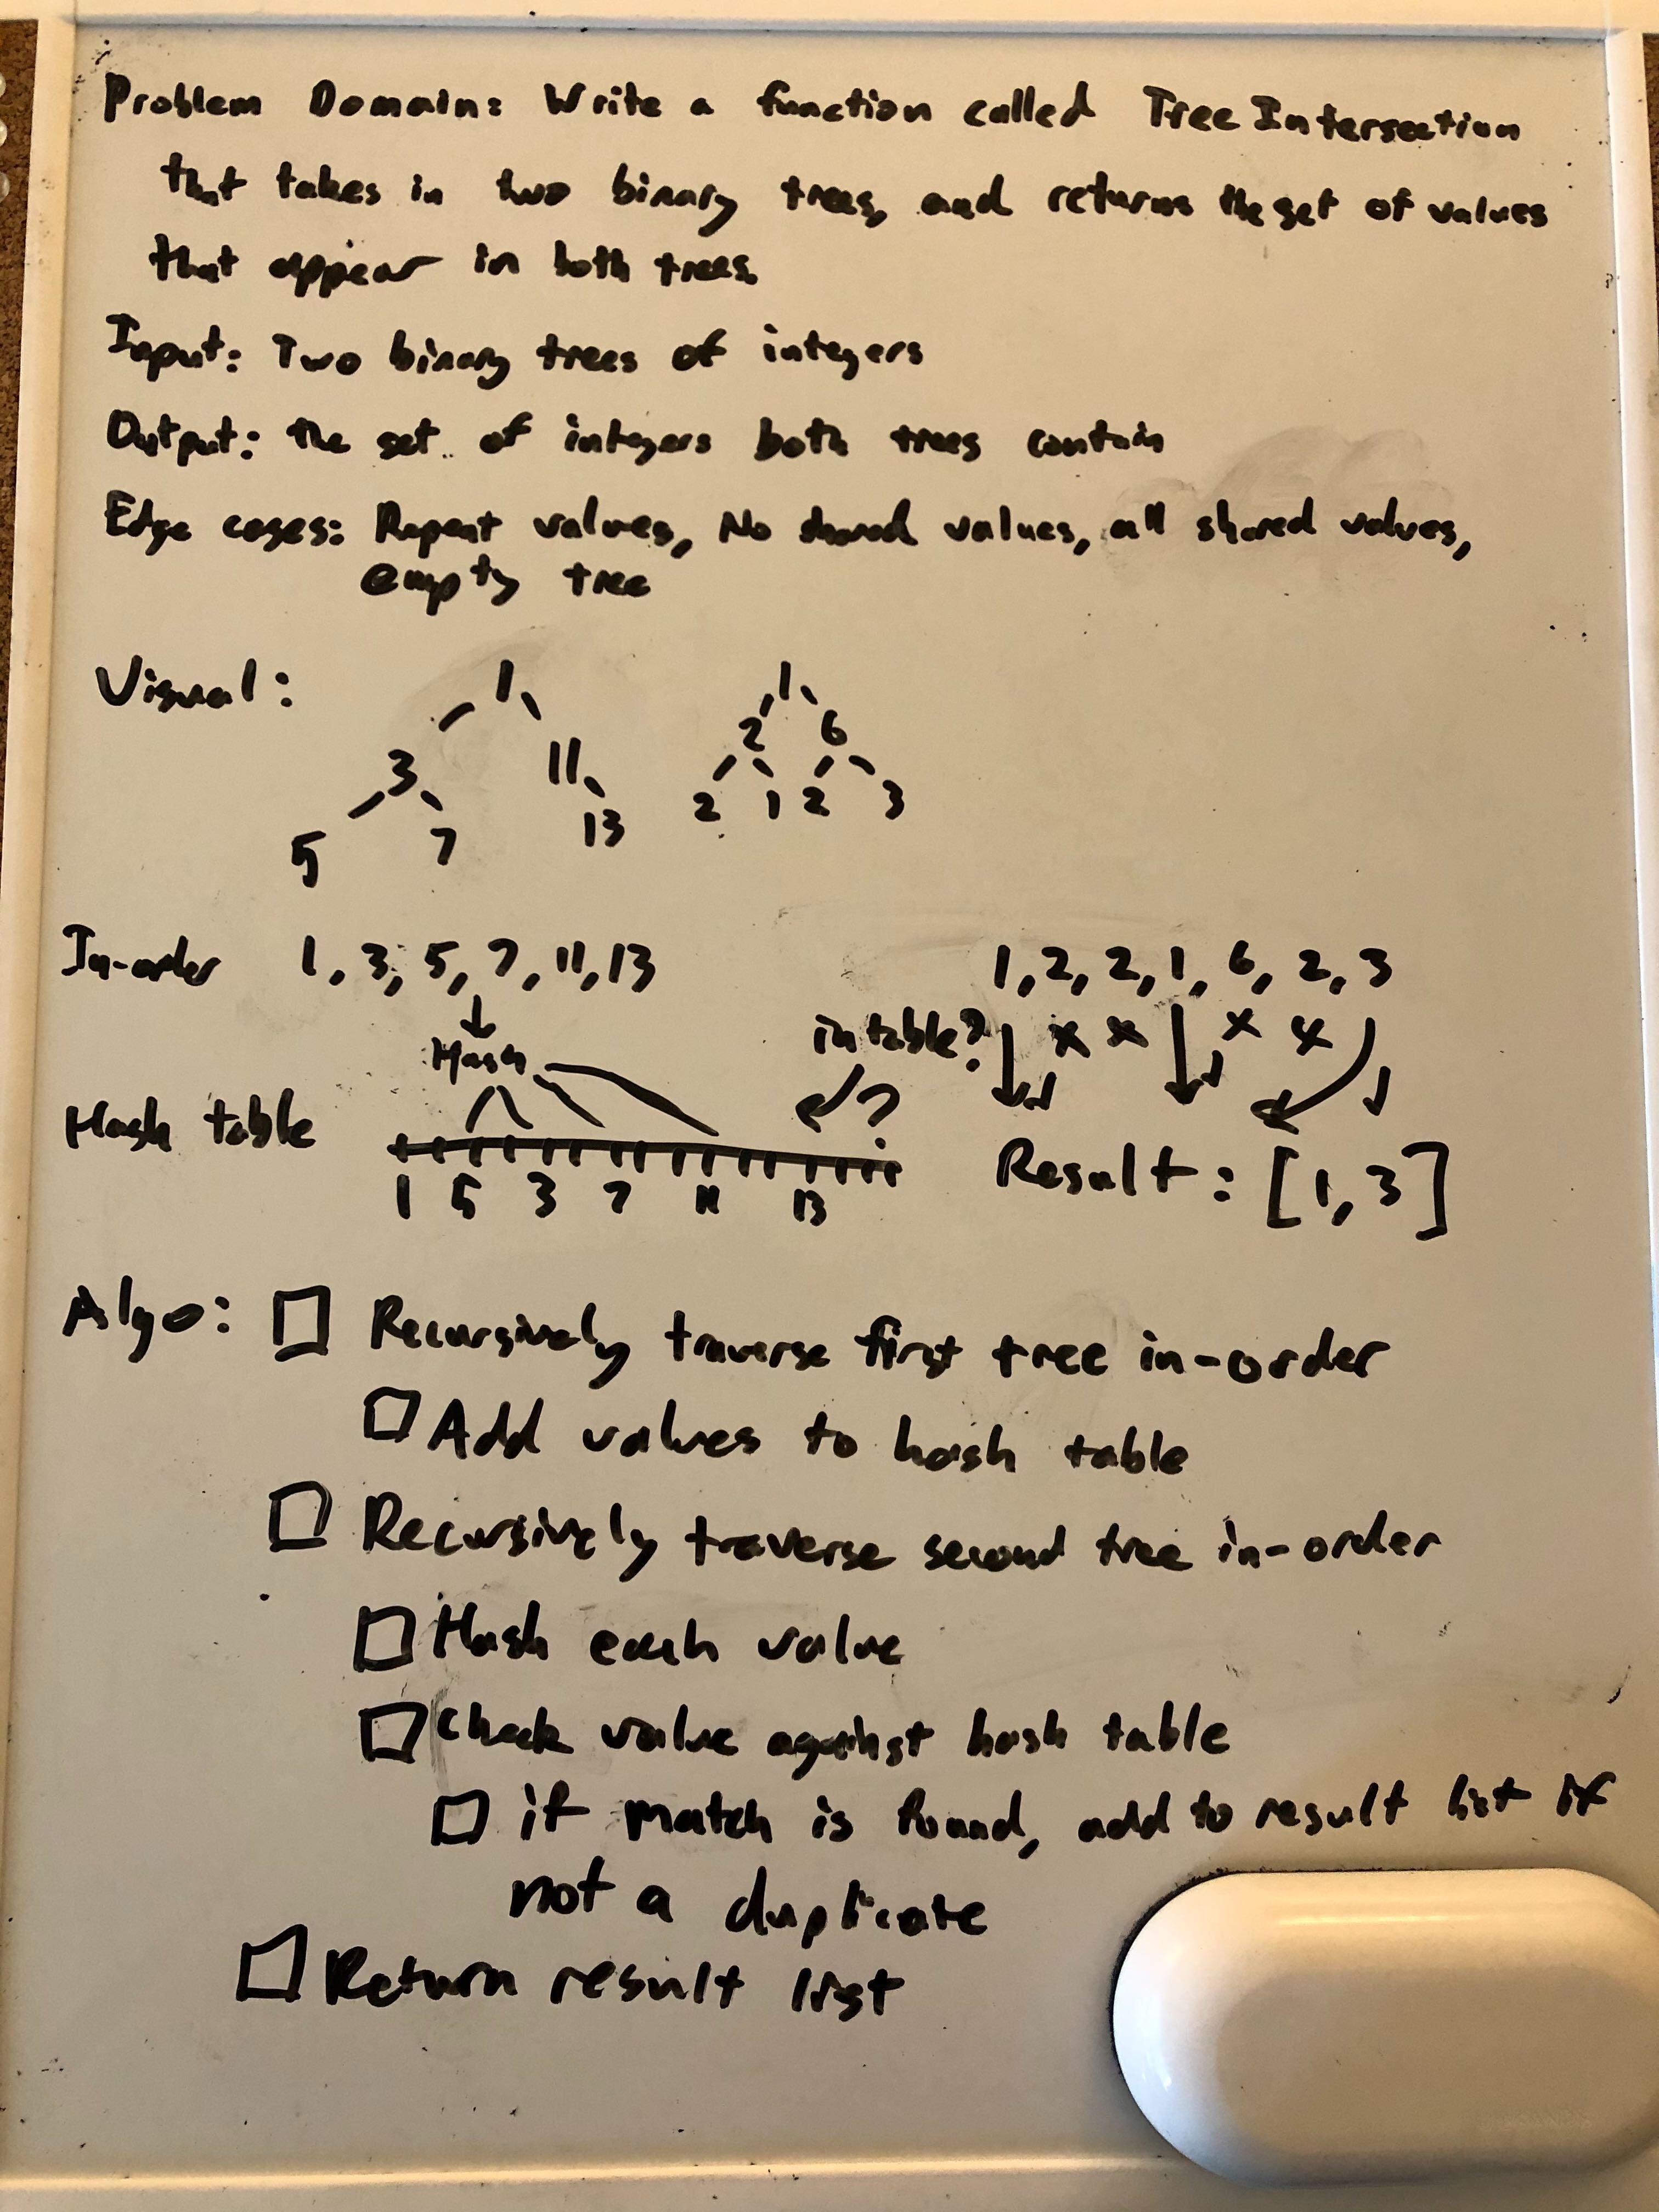 Problem Domain: Write a function called Tree Intersection
that takes in two binary trees, and returns the set of values
that appear in both trees.
Input: Two binary trees of integers
Output: the set of integers both trees contain
Edge cases: Repeat values, No shared values, all shared values,
empty tree
Visual:
1
3 11
5 7 13
1
2 6
2 1 2 3
In-order 1, 3, 5, 7, 11, 13
1, 2, 2, 1, 6, 2, 3
Hash
in table? x x x x
?
Hash table
1 5 3 7 11 13
Result: [1, 3]
Algo: Recursively traverse first tree in-order
Add values to hash table
Recursively traverse second tree in-order
Hash each value
Check value against hash table
if match is found, add to result list if
not a duplicate
Return result list